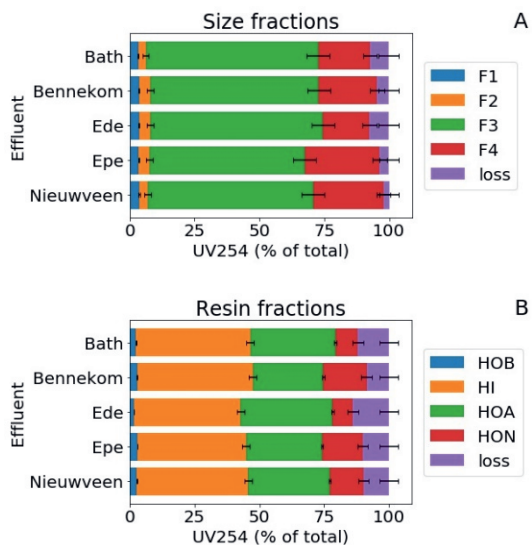 Size fractions
A
Effluent
Bath
Bennekom
Ede
Epe
Nieuwveen
0 25 50 75 100
UV254 (% of total)
F1
F2
F3
F4
loss
Resin fractions
B
Effluent
Bath
Bennekom
Ede
Epe
Nieuwveen
0 25 50 75 100
UV254 (% of total)
HOB
HI
HOA
HON
loss